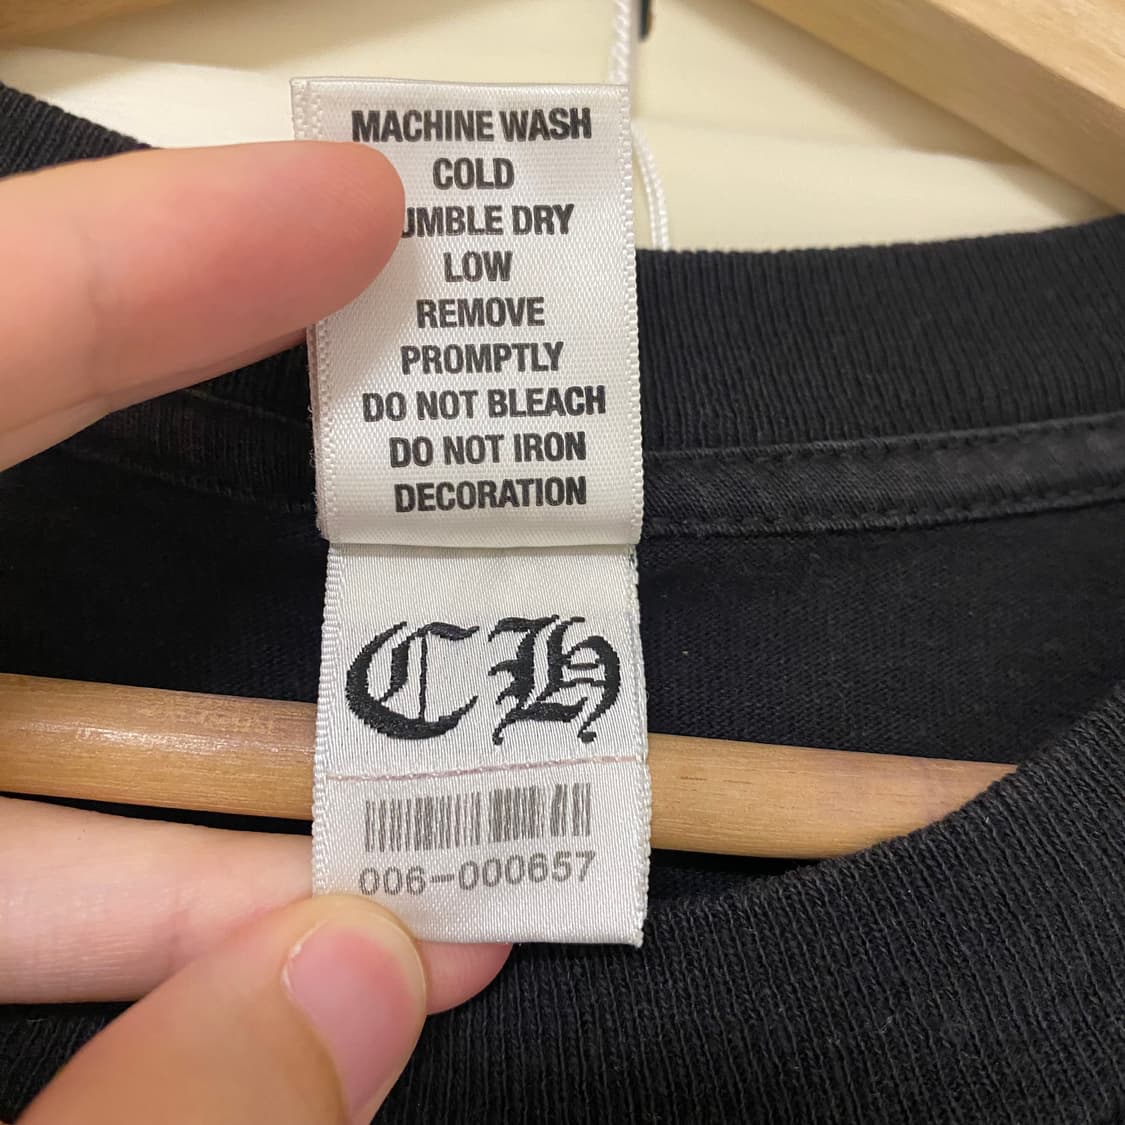 MACHINE WASH
COLD
UMBLE DRY
LOW
REMOVE
PROMPTLY
DO NOT BLEACH
DO NOT IRON
DECORATION
CH
006-000657